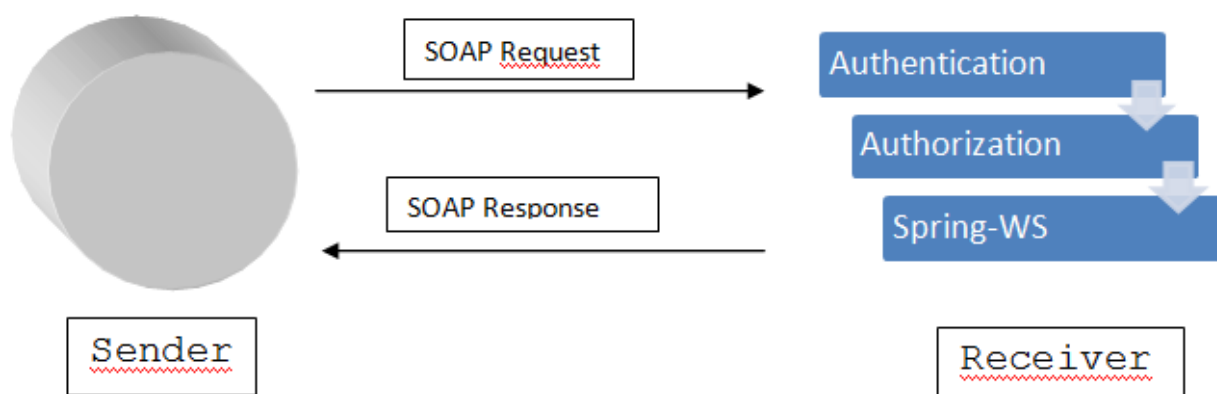 SOAP Request
Authentication
Authorization
SOAP Response
Spring-WS
Sender
Receiver